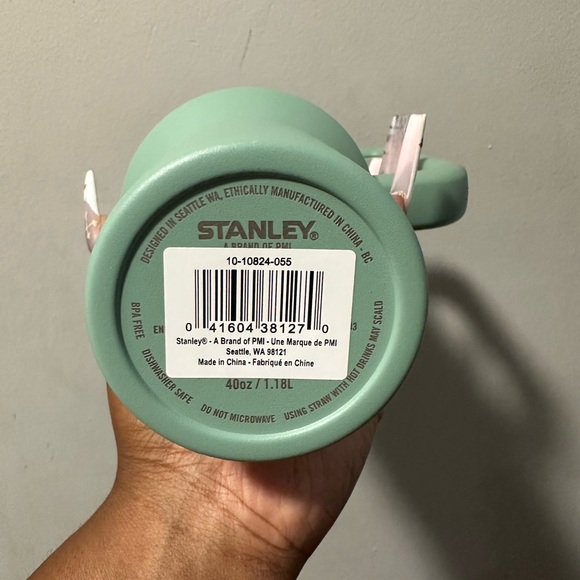 DESIGNED IN SEATTLE WA, ETHICALLY MANUFACTURED IN CHINA - BC
STANLEY®
A BRAND OF PMI
10-10824-055
0 41604 38127 0
Stanley® - A Brand of PMI - Une Marque de PMI
Seattle, WA 98121
Made in China - Fabriqué en Chine
EN
40oz / 1.18L
BPA FREE
DISHWASHER SAFE
DO NOT MICROWAVE
USING STRAW WITH HOT DRINKS MAY SCALD